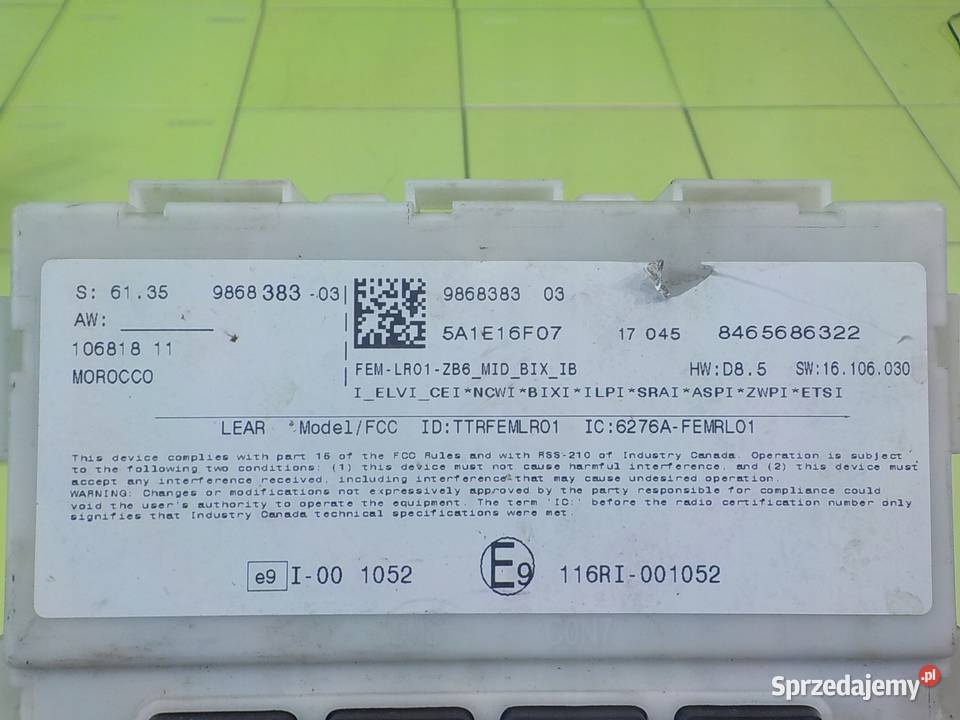 S: 61.35 9868 383 -03 9868383 03
AW:
5A1E16F07 17 045 8465686322
106818 11
MOROCCO
FEM-LR01-ZB6_MID_BIX_IB HW:D8.5 SW:16.106.030
I_ELVI_CEI*NCWI*BIXI*ILPI*SRAI*ASPI*ZWPI*ETSI
LEAR Model/FCC ID:TTRFEMLR01 IC:6276A-FEMRL01
This device complies with part 15 of the FCC Rules and with RSS-210 of Industry Canada. Operation is subject
to the following two conditions: (1) this device must not cause harmful interference, and (2) this device must
accept any interference received, including interference that may cause undesired operation.
WARNING: Changes or modifications not expressively approved by the party responsible for compliance could
void the user's authority to operate the equipment. The term 'IC:' before the radio certification number only
signifies that Industry Canada technical specifications were met.
e9 I-00 1052 E9 116RI-001052
CON7
Sprzedajemy.pl